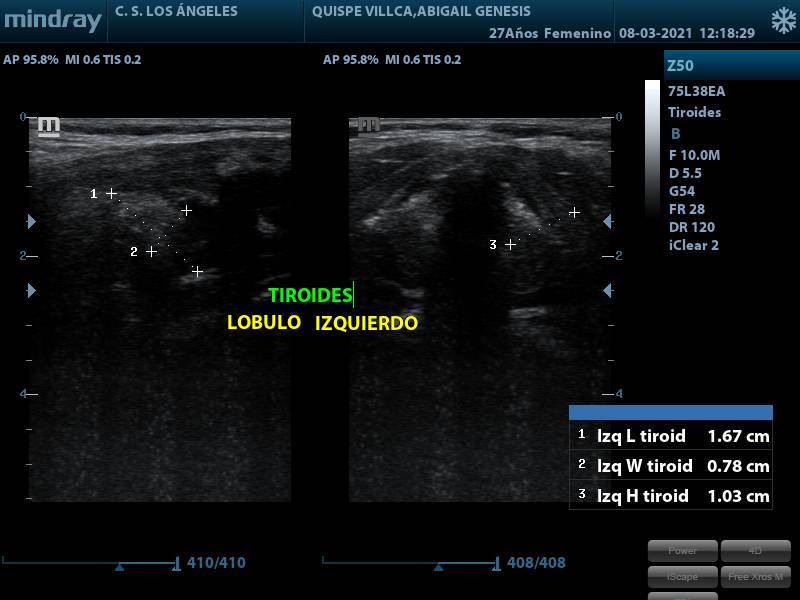 mindray
C. S. LOS ÁNGELES
QUISPE VILLCA,ABIGAIL GENESIS
27Años Femenino
08-03-2021 12:18:29
AP 95.8% MI 0.6 TIS 0.2
AP 95.8% MI 0.6 TIS 0.2
Z50
75L38EA
Tiroides
B
F 10.0M
D 5.5
G54
FR 28
DR 120
iClear 2
m
m
0
2
4
0
2
4
1
2
3
TIROIDES
LOBULO IZQUIERDO
1 Izq L tiroid 1.67 cm
2 Izq W tiroid 0.78 cm
3 Izq H tiroid 1.03 cm
410/410
408/408
Power
4D
iScape
Free Xros M